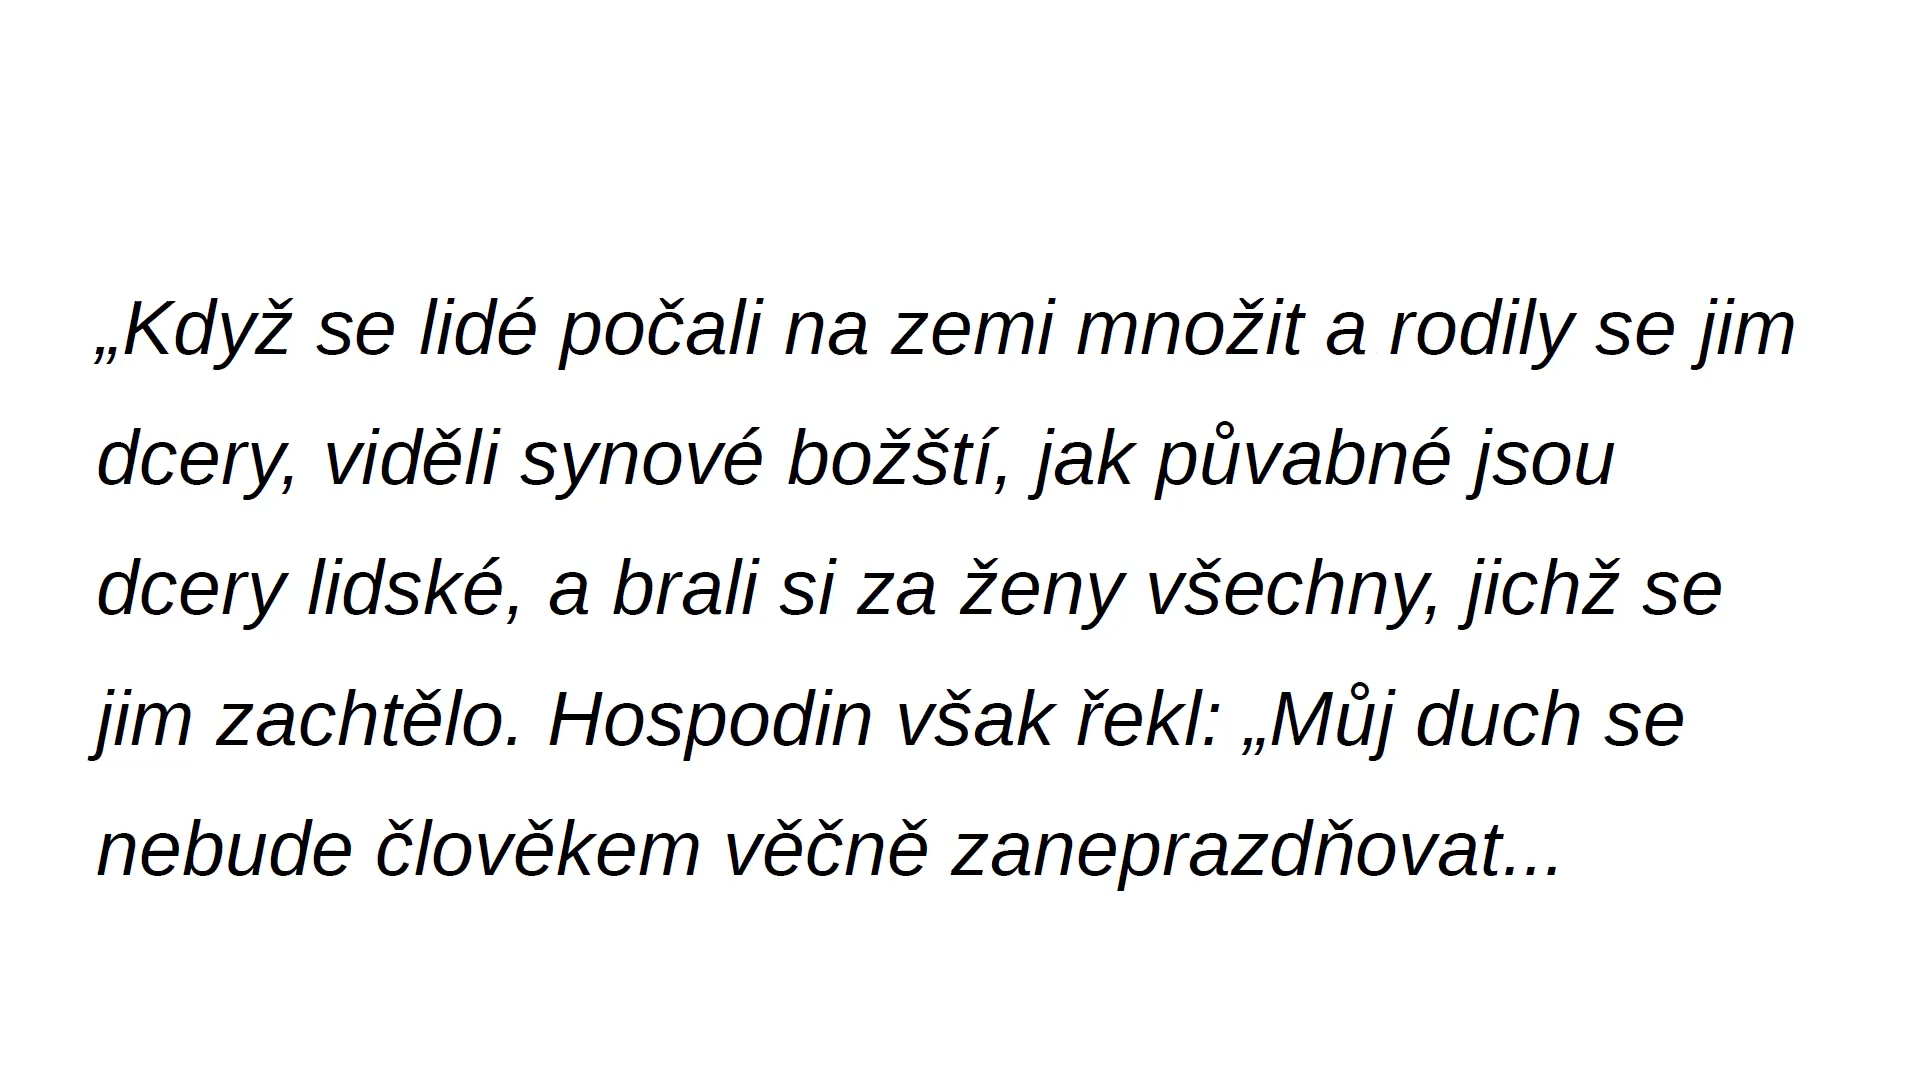 „Když se lidé počali na zemi množit a rodily se jim
dcery, viděli synové božští, jak půvabné jsou
dcery lidské, a brali si za ženy všechny, jichž se
jim zachtělo. Hospodin však řekl: „Můj duch se
nebude člověkem věčně zaneprazdňovat...